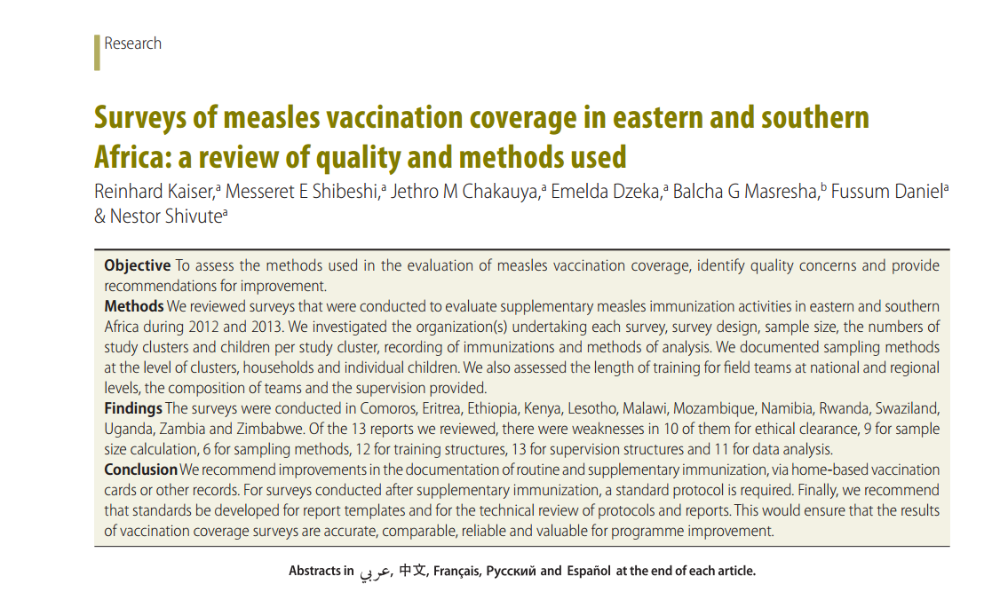 Research
Surveys of measles vaccination coverage in eastern and southern
Africa: a review of quality and methods used
Reinhard Kaiser,ᵃ Messeret E Shibeshi,ᵃ Jethro M Chakauya,ᵃ Emelda Dzeka,ᵃ Balcha G Masresha,ᵇ Fussum Danielᵃ
& Nestor Shivuteᵃ
Objective To assess the methods used in the evaluation of measles vaccination coverage, identify quality concerns and provide
recommendations for improvement.
Methods We reviewed surveys that were conducted to evaluate supplementary measles immunization activities in eastern and southern
Africa during 2012 and 2013. We investigated the organization(s) undertaking each survey, survey design, sample size, the numbers of
study clusters and children per study cluster, recording of immunizations and methods of analysis. We documented sampling methods
at the level of clusters, households and individual children. We also assessed the length of training for field teams at national and regional
levels, the composition of teams and the supervision provided.
Findings The surveys were conducted in Comoros, Eritrea, Ethiopia, Kenya, Lesotho, Malawi, Mozambique, Namibia, Rwanda, Swaziland,
Uganda, Zambia and Zimbabwe. Of the 13 reports we reviewed, there were weaknesses in 10 of them for ethical clearance, 9 for sample
size calculation, 6 for sampling methods, 12 for training structures, 13 for supervision structures and 11 for data analysis.
Conclusion We recommend improvements in the documentation of routine and supplementary immunization, via home-based vaccination
cards or other records. For surveys conducted after supplementary immunization, a standard protocol is required. Finally, we recommend
that standards be developed for report templates and for the technical review of protocols and reports. This would ensure that the results
of vaccination coverage surveys are accurate, comparable, reliable and valuable for programme improvement.
Abstracts in عربي, 中文, Français, Русский and Español at the end of each article.